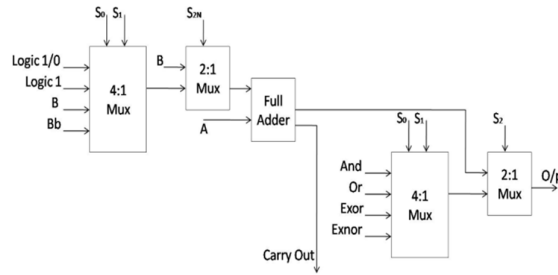 S0 S1
S2N
Logic 1/0
Logic 1
B
Bb
4:1
Mux
B
2:1
Mux
A
Full
Adder
S0 S1
S2
And
Or
Exor
Exnor
4:1
Mux
2:1
Mux
O/p
Carry Out